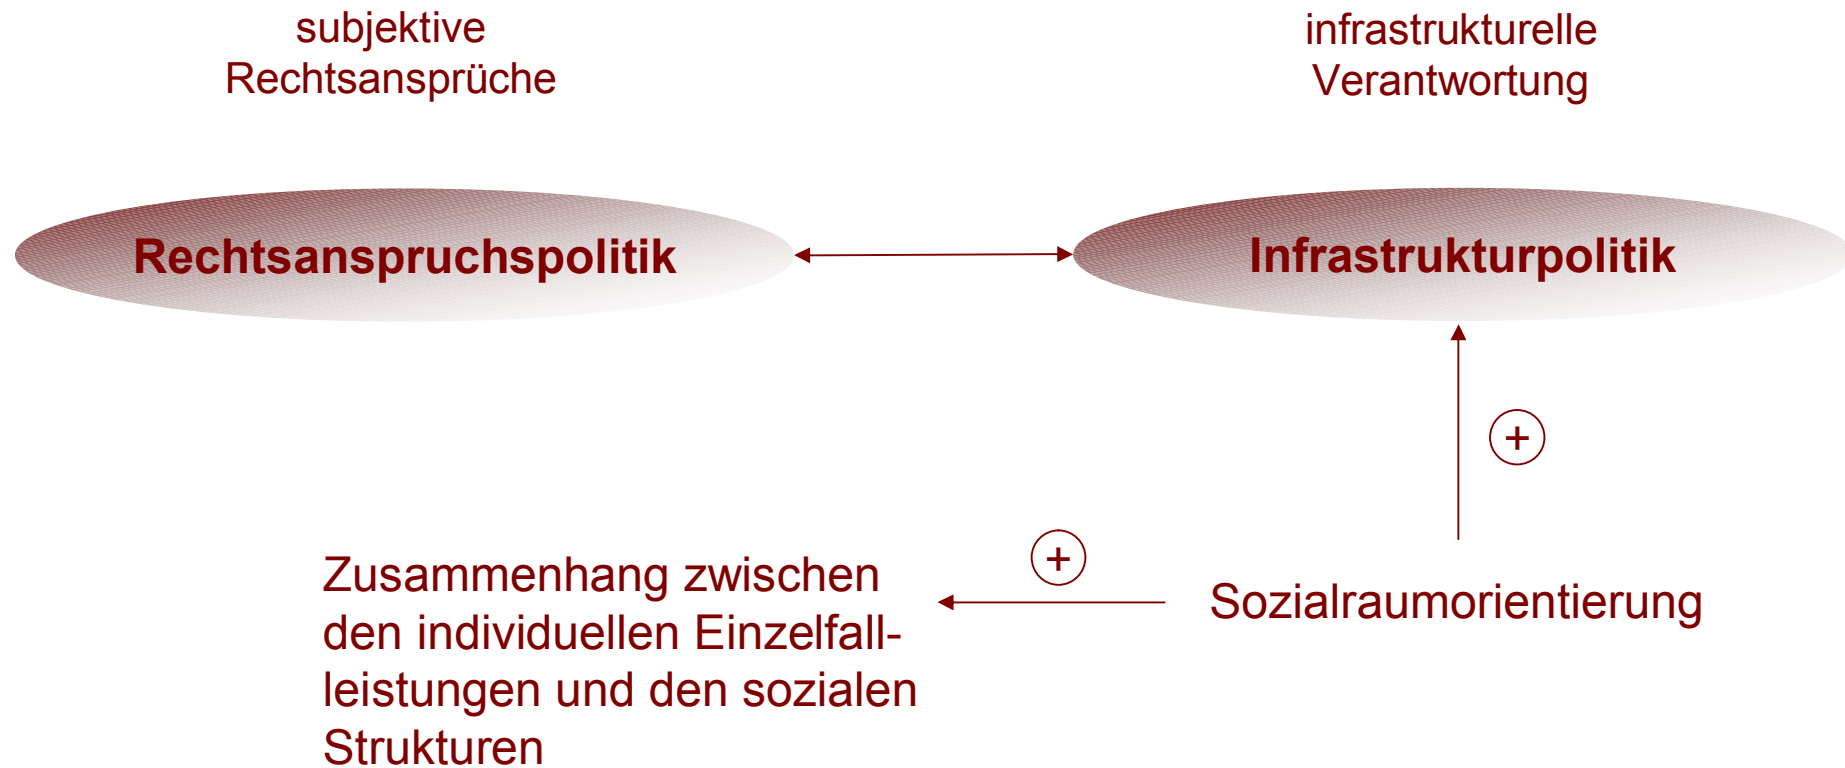 subjektive
Rechtsansprüche
infrastrukturelle
Verantwortung
Rechtsanspruchspolitik
Infrastrukturpolitik
+
+
Zusammenhang zwischen
den individuellen Einzelfall-
leistungen und den sozialen
Strukturen
Sozialraumorientierung